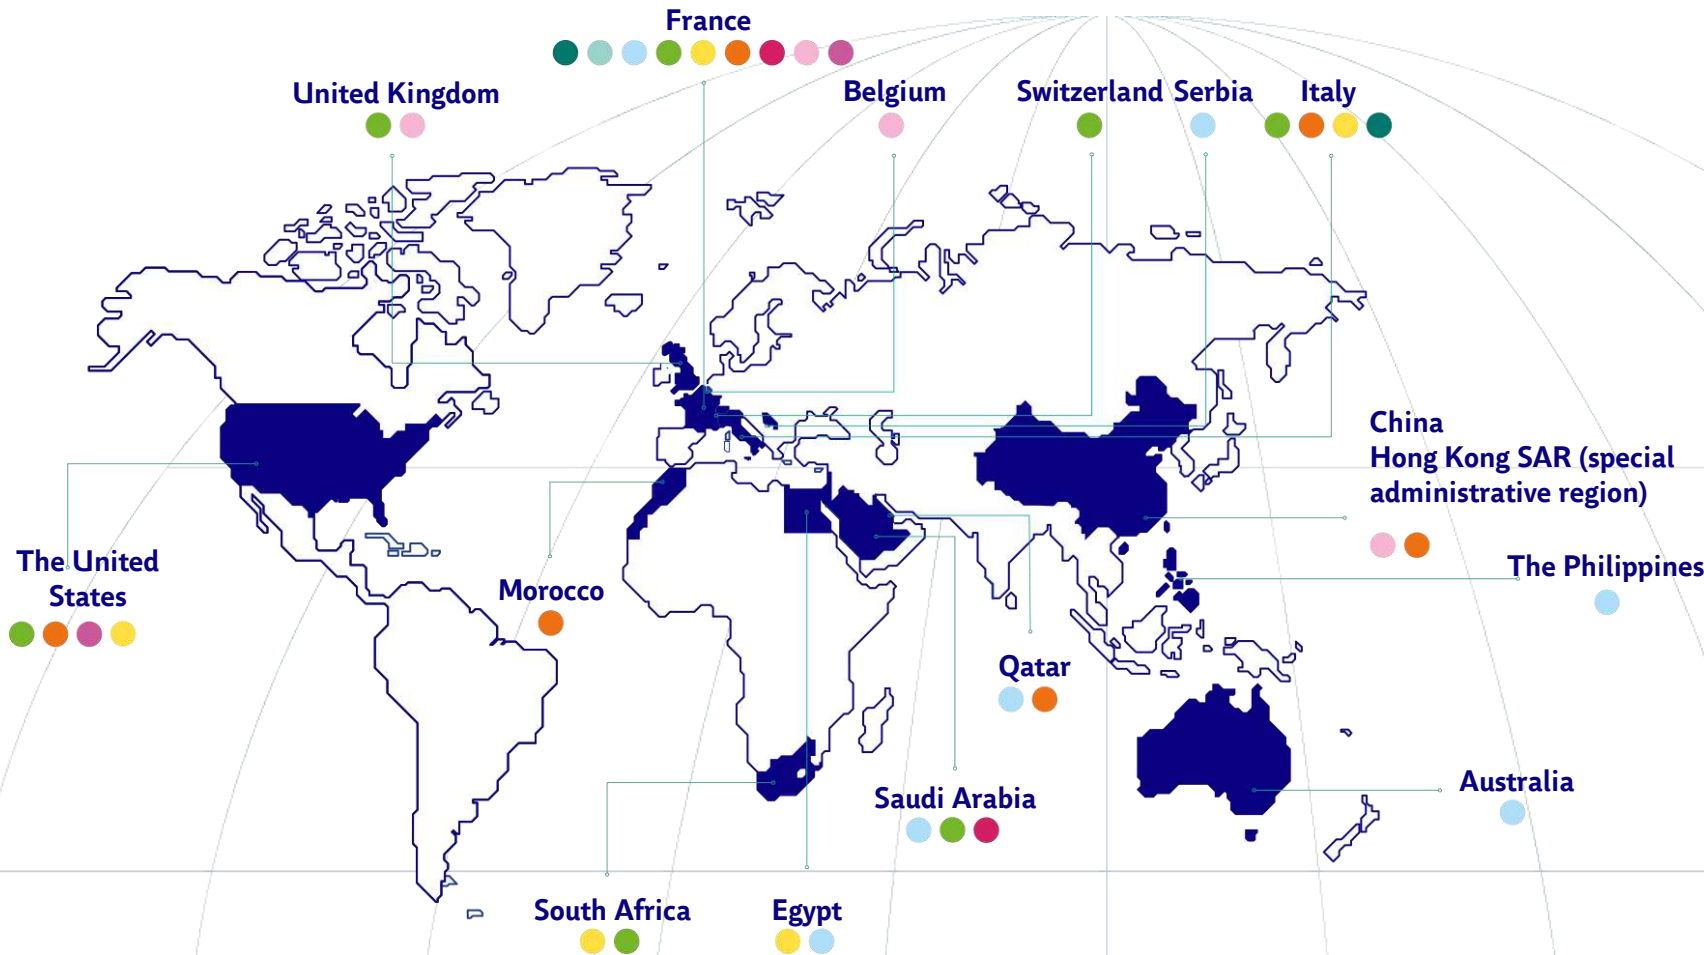 France
United Kingdom
Belgium
Switzerland
Serbia
Italy
China
Hong Kong SAR (special
administrative region)
The United
States
The Philippines
Morocco
Qatar
Saudi Arabia
Australia
South Africa
Egypt